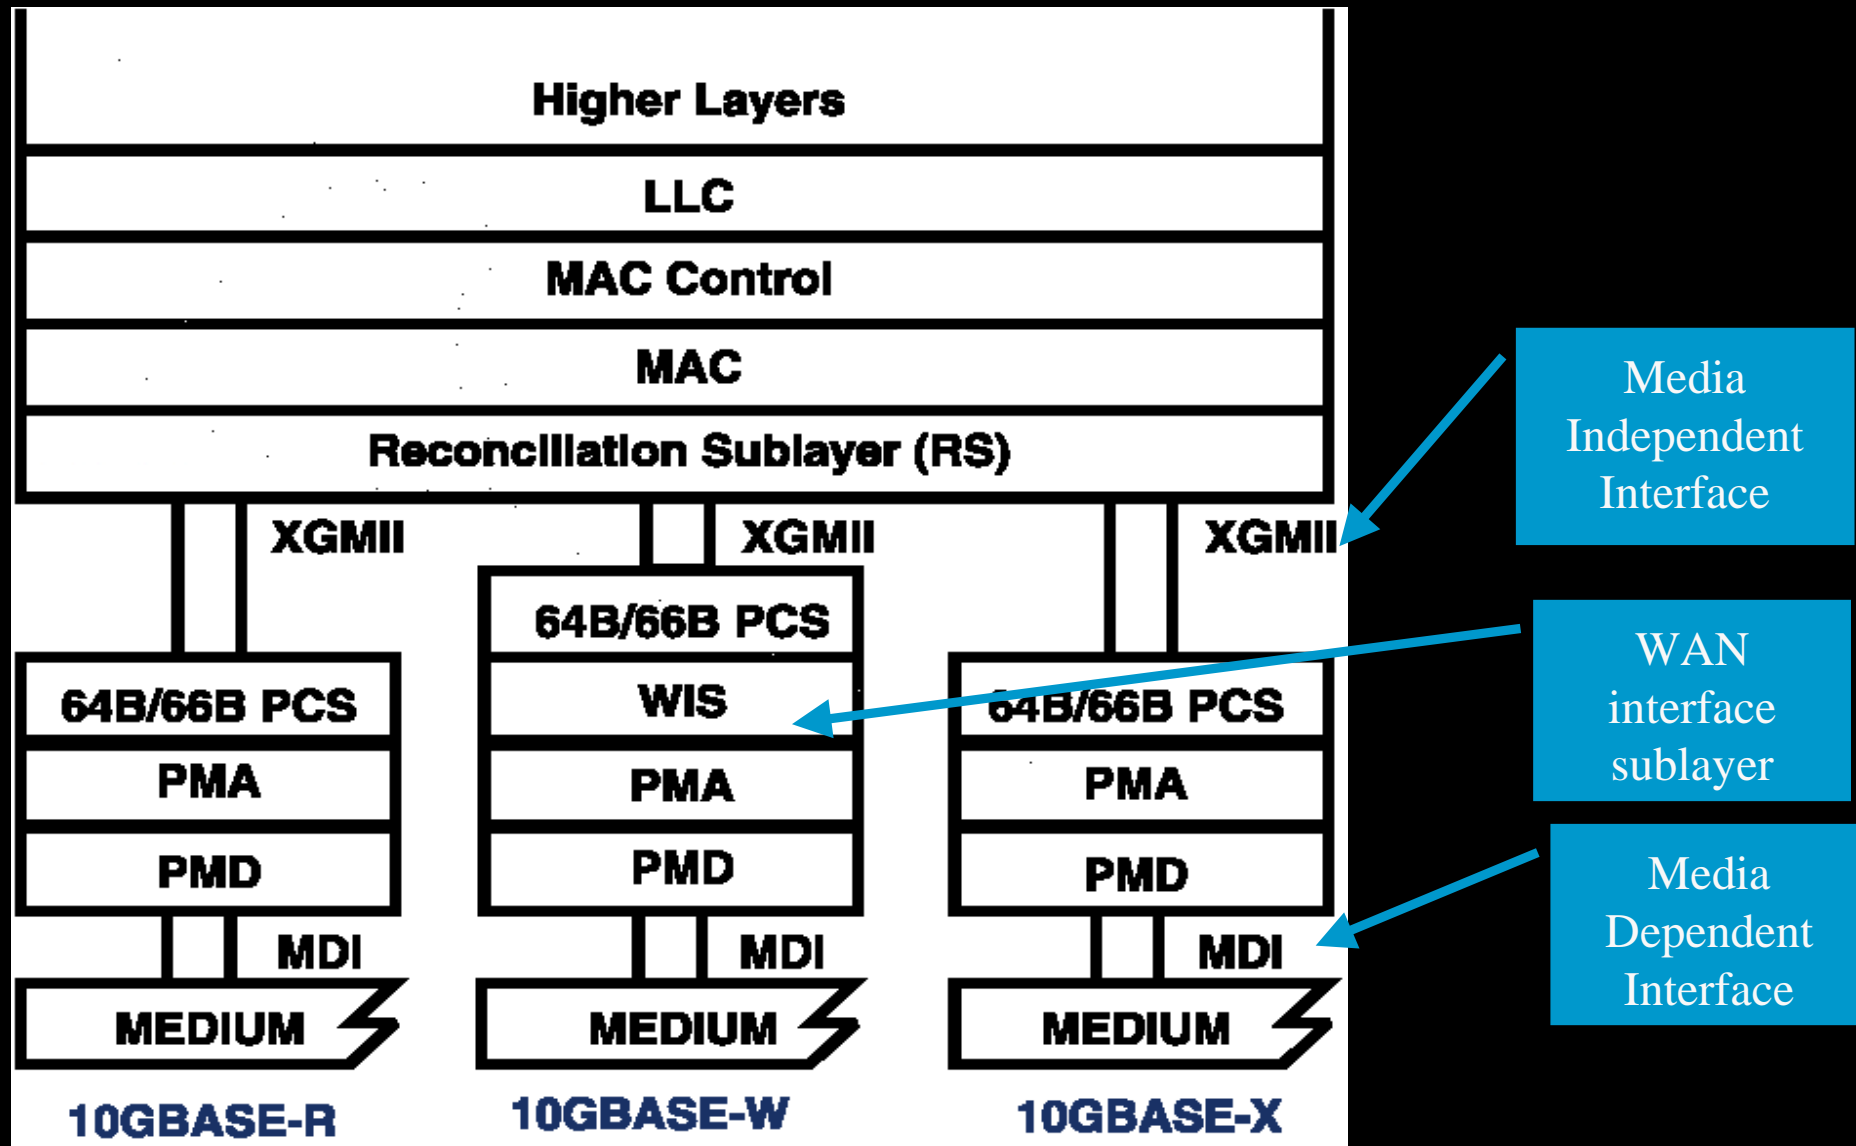 Higher Layers
LLC
MAC Control
MAC
Reconciliation Sublayer (RS)
XGMII
XGMII
XGMII
64B/66B PCS
PMA
PMD
MDI
MEDIUM
10GBASE-R
64B/66B PCS
WIS
PMA
PMD
MDI
MEDIUM
10GBASE-W
64B/66B PCS
PMA
PMD
MDI
MEDIUM
10GBASE-X
Media
Independent
Interface
WAN
interface
sublayer
Media
Dependent
Interface